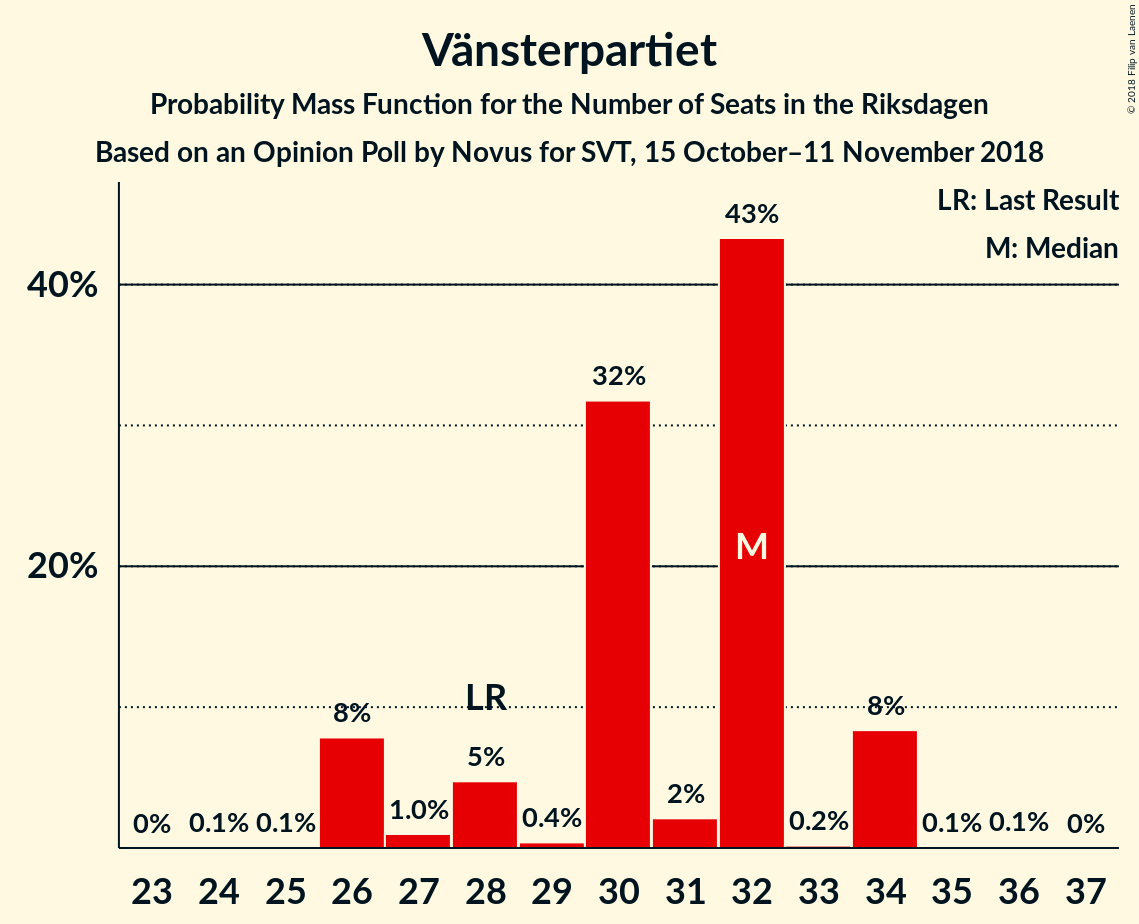 Vänsterpartiet
Probability Mass Function for the Number of Seats in the Riksdagen
Based on an Opinion Poll by Novus for SVT, 15 October–11 November 2018
© 2018 Filip van Laenen
LR: Last Result
M: Median
43%
40%
32%
M
20%
LR
8%
8%
5%
2%
1.0%
0.4%
0.2%
0%
0.1%
0.1%
0.1%
0.1%
0%
23 24 25 26 27 28 29 30 31 32 33 34 35 36 37